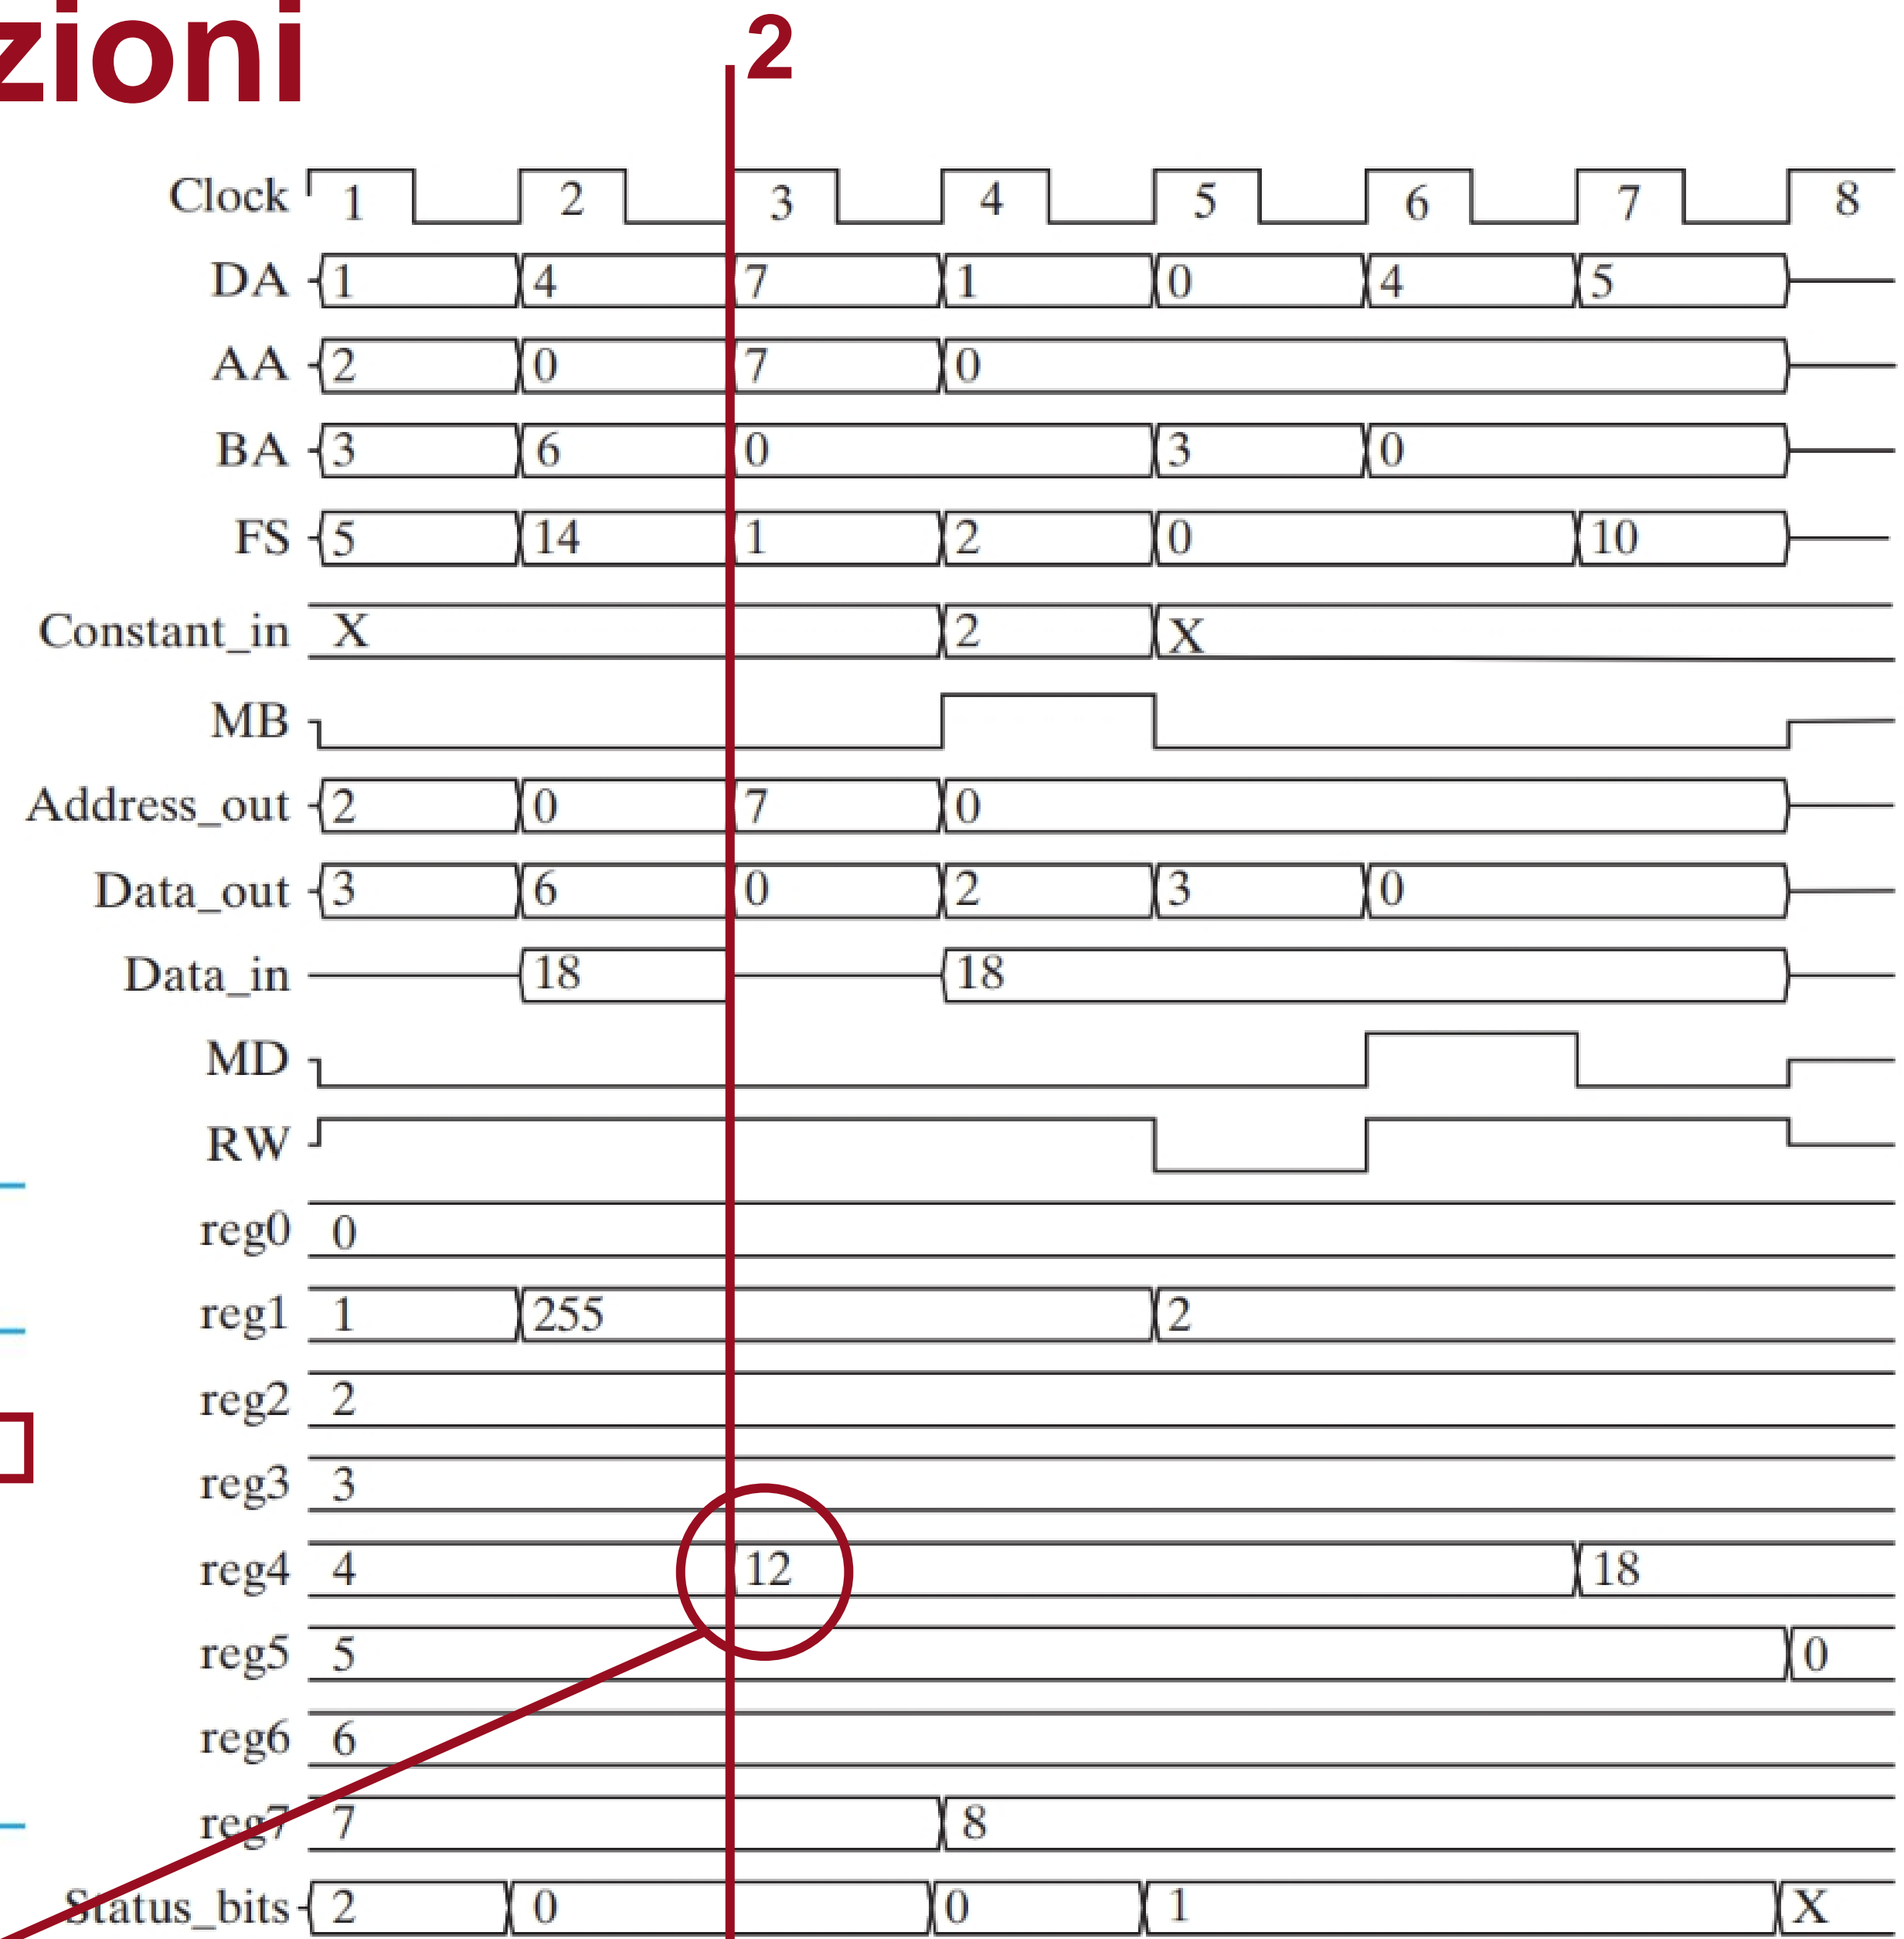 zioni
2
Clock 1 2 3 4 5 6 7 8
DA 1 4 7 1 0 4 5
AA 2 0 7 0
BA 3 6 0 3 0
FS 5 14 1 2 0 10
Constant_in X 2 X
MB
Address_out 2 0 7 0
Data_out 3 6 0 2 3 0
Data_in 18 18
MD
RW
reg0 0
reg1 1 255 2
reg2 2
reg3 3
reg4 4 12 18
reg5 5 0
reg6 6
reg7 7 8
Status_bits 2 0 0 1 X